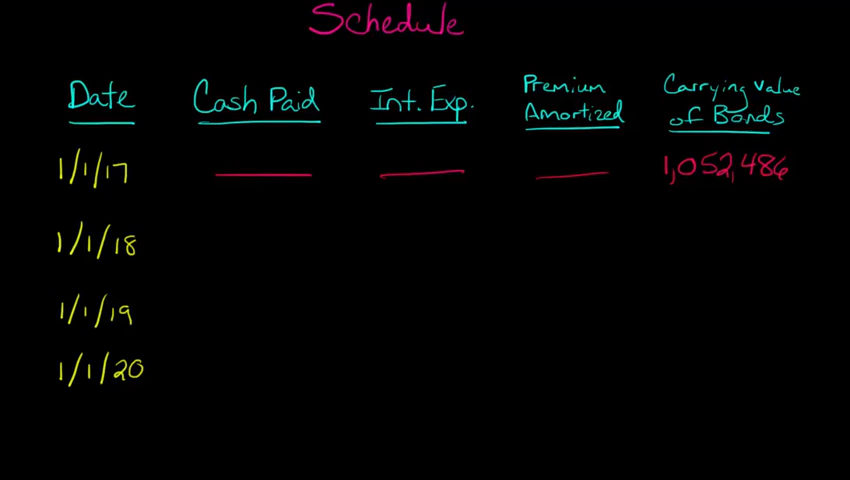 Schedule
Date Cash Paid Int. Exp. Premium Amortized Carrying Value of Bonds
1/1/17 1,052,486
1/1/18
1/1/19
1/1/20